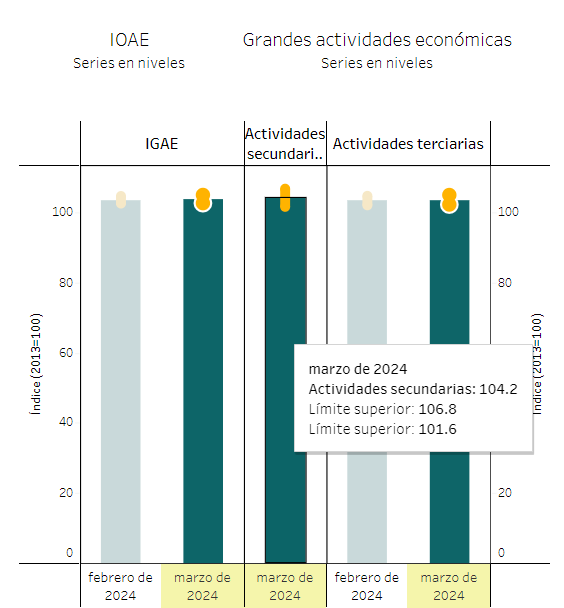 IOAE
Series en niveles
Grandes actividades económicas
Series en niveles
IGAE
Actividades
secundari..
Actividades terciarias
100
80
60
40
20
0
Índice (2013=100)
100
80
20
0
Índice (2013=100)
marzo de 2024
Actividades secundarias: 104.2
Límite superior: 106.8
Límite superior: 101.6
febrero de
2024
marzo de
2024
marzo de
2024
febrero de
2024
marzo de
2024